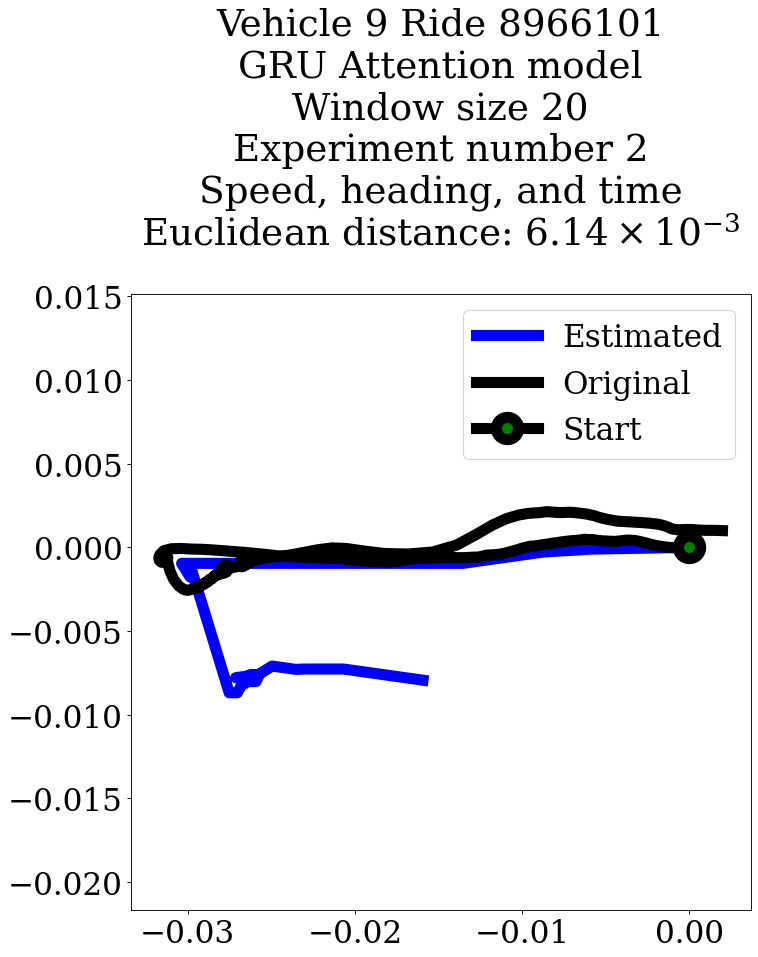 Vehicle 9 Ride 8966101
GRU Attention model
Window size 20
Experiment number 2
Speed, heading, and time
Euclidean distance: 6.14 × 10⁻³
0.015
Estimated
0.010
Original
Start
0.005
0.000
−0.005
−0.010
−0.015
−0.020
−0.03 −0.02 −0.01 0.00